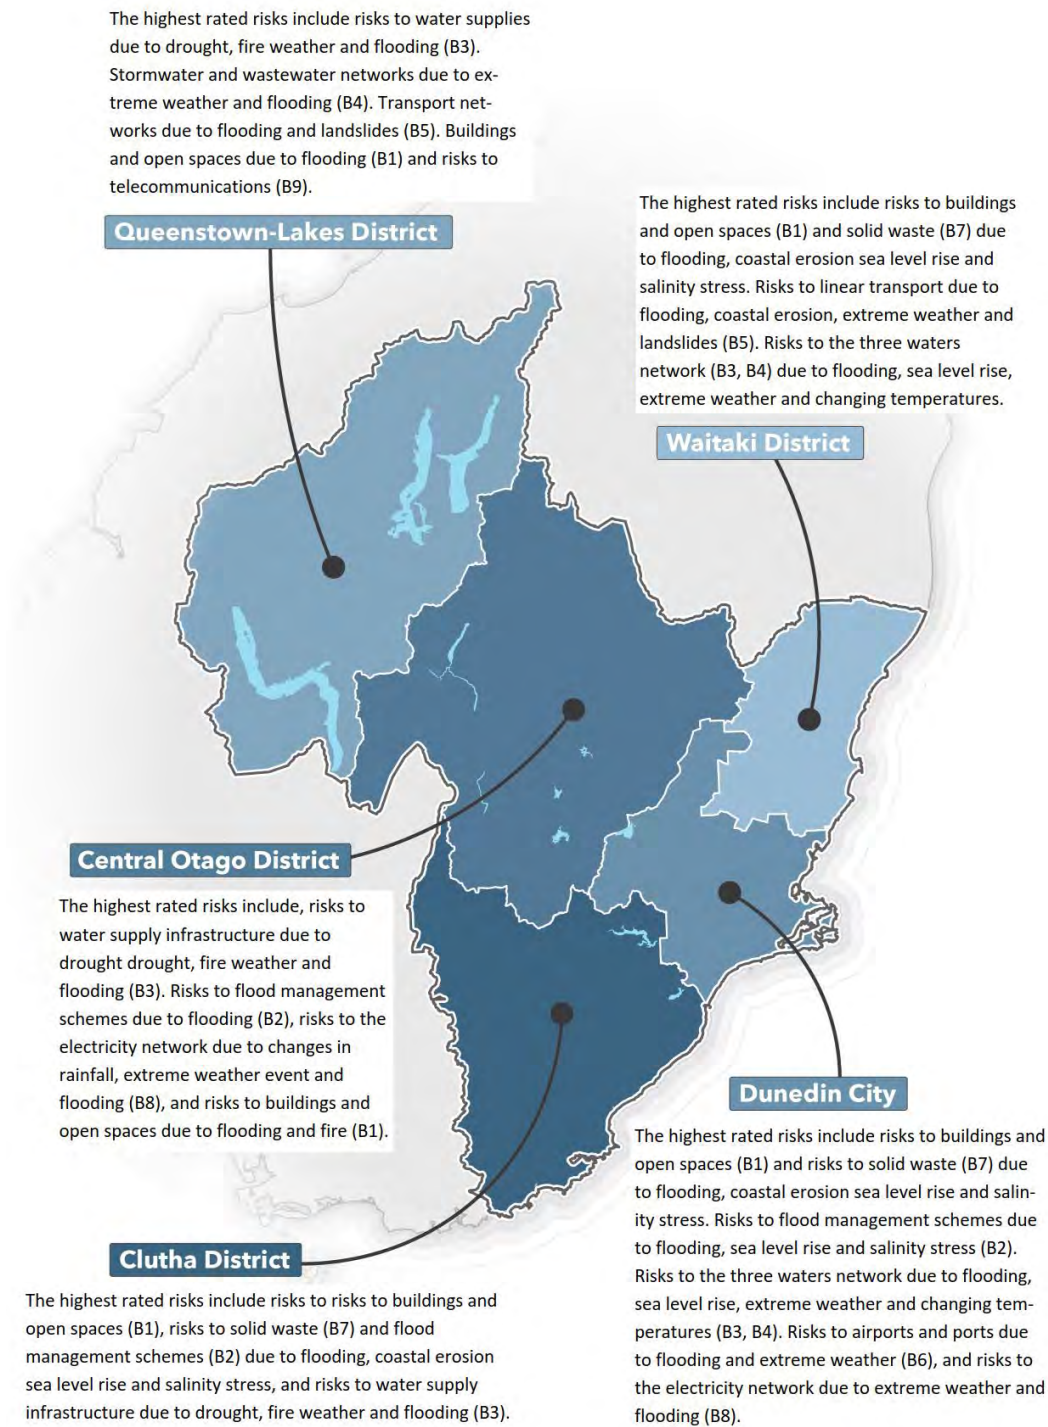 The highest rated risks include risks to water supplies
due to drought, fire weather and flooding (B3).
Stormwater and wastewater networks due to ex-
treme weather and flooding (B4). Transport net-
works due to flooding and landslides (B5). Buildings
and open spaces due to flooding (B1) and risks to
telecommunications (B9).
Queenstown-Lakes District
The highest rated risks include risks to buildings
and open spaces (B1) and solid waste (B7) due
to flooding, coastal erosion sea level rise and
salinity stress. Risks to linear transport due to
flooding, coastal erosion, extreme weather and
landslides (B5). Risks to the three waters
network (B3, B4) due to flooding, sea level rise,
extreme weather and changing temperatures.
Waitaki District
Central Otago District
The highest rated risks include, risks to
water supply infrastructure due to
drought drought, fire weather and
flooding (B3). Risks to flood management
schemes due to flooding (B2), risks to the
electricity network due to changes in
rainfall, extreme weather event and
flooding (B8), and risks to buildings and
open spaces due to flooding and fire (B1).
Dunedin City
The highest rated risks include risks to buildings and
open spaces (B1) and risks to solid waste (B7) due
to flooding, coastal erosion sea level rise and salin-
ity stress. Risks to flood management schemes due
to flooding, sea level rise and salinity stress (B2).
Risks to the three waters network due to flooding,
sea level rise, extreme weather and changing tem-
peratures (B3, B4). Risks to airports and ports due
to flooding and extreme weather (B6), and risks to
the electricity network due to extreme weather and
flooding (B8).
Clutha District
The highest rated risks include risks to risks to buildings and
open spaces (B1), risks to solid waste (B7) and flood
management schemes (B2) due to flooding, coastal erosion
sea level rise and salinity stress, and risks to water supply
infrastructure due to drought, fire weather and flooding (B3).